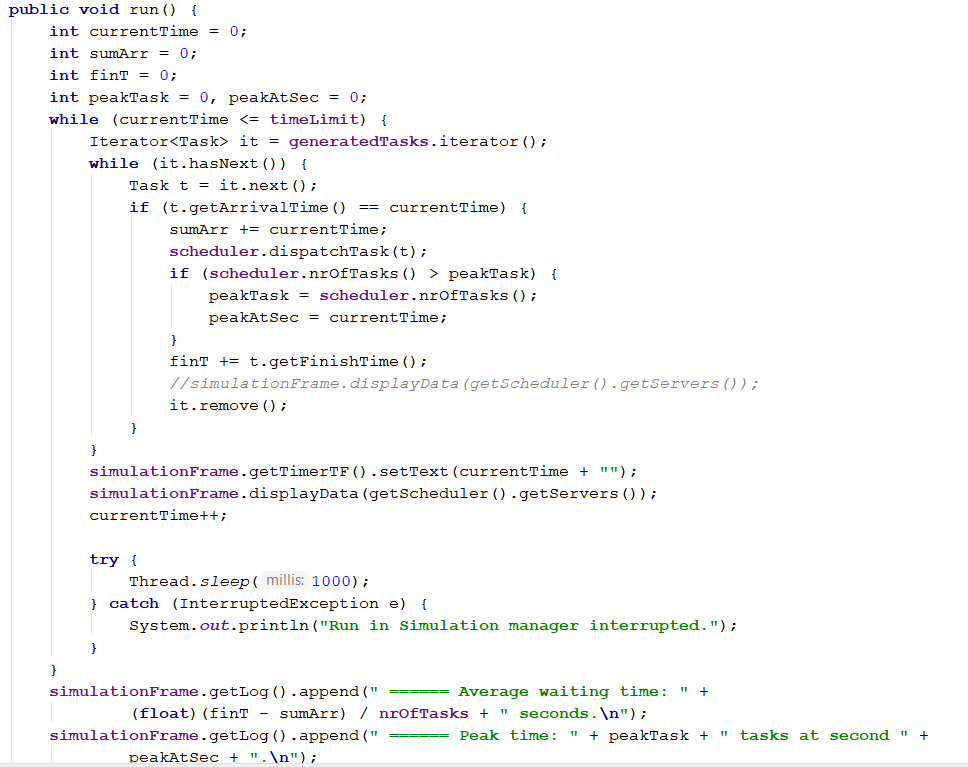 public void run() {
    int currentTime = 0;
    int sumArr = 0;
    int finT = 0;
    int peakTask = 0, peakAtSec = 0;
    while (currentTime <= timeLimit) {
        Iterator<Task> it = generatedTasks.iterator();
        while (it.hasNext()) {
            Task t = it.next();
            if (t.getArrivalTime() == currentTime) {
                sumArr += currentTime;
                scheduler.dispatchTask(t);
                if (scheduler.nrOfTasks() > peakTask) {
                    peakTask = scheduler.nrOfTasks();
                    peakAtSec = currentTime;
                }
                finT += t.getFinishTime();
                //simulationFrame.displayData(getScheduler().getServers());
                it.remove();
            }
        }
        simulationFrame.getTimerTF().setText(currentTime + "");
        simulationFrame.displayData(getScheduler().getServers());
        currentTime++;

        try {
            Thread.sleep( millis: 1000);
        } catch (InterruptedException e) {
            System.out.println("Run in Simulation manager interrupted.");
        }
    }
    simulationFrame.getLog().append(" ====== Average waiting time: " +
            (float)(finT - sumArr) / nrOfTasks + " seconds.\n");
    simulationFrame.getLog().append(" ====== Peak time: " + peakTask + " tasks at second " +
            peakAtSec + ".\n");